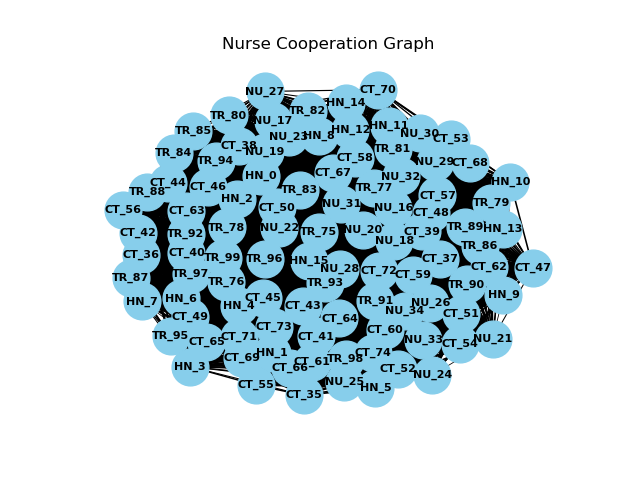 Nurse Cooperation Graph
NU_27
CT_70
HN_14
TR_82
TR_80
NU_17
HN_11
HN_12
TR_85
NU_30
NU_23
HN_8
CT_53
CT_38
TR_81
NU_19
TR_84
CT_58
TR_94
NU_29
CT_68
CT_67
HN_0
NU_32
HN_10
CT_44
CT_46
TR_77
TR_83
TR_88
CT_57
HN_2
TR_79
NU_31
CT_50
NU_16
CT_56
CT_63
CT_48
TR_78
NU_22
TR_89
HN_13
NU_20
CT_42
TR_92
TR_75
CT_39
NU_18
TR_86
CT_36
CT_40
TR_99
TR_96
HN_15
CT_37
CT_62
CT_47
NU_28
CT_72
TR_97
CT_59
TR_87
TR_76
TR_93
TR_90
HN_9
CT_45
HN_6
HN_7
TR_91
NU_26
HN_4
CT_43
NU_34
CT_51
CT_49
CT_64
CT_73
CT_60
TR_95
CT_71
CT_41
NU_21
CT_65
NU_33
CT_54
HN_1
CT_74
CT_69
TR_98
CT_61
HN_3
CT_66
CT_52
NU_24
NU_25
CT_55
HN_5
CT_35